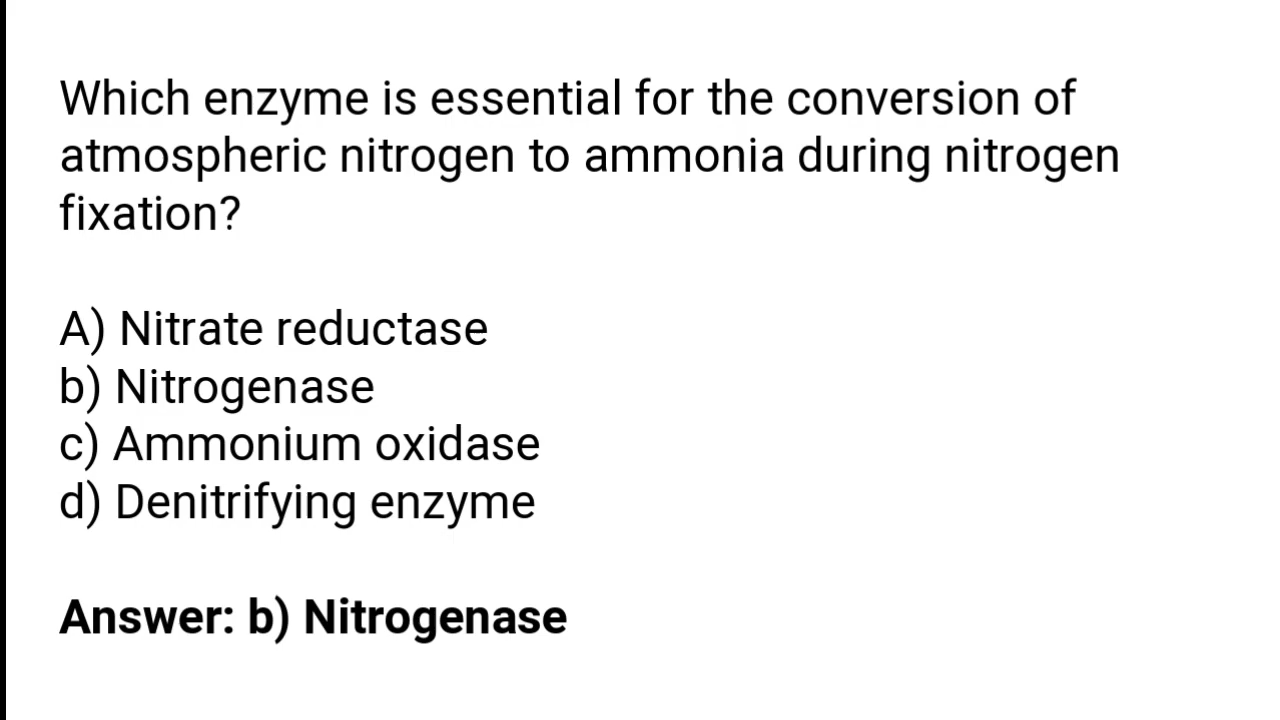 Which enzyme is essential for the conversion of
atmospheric nitrogen to ammonia during nitrogen
fixation?
A) Nitrate reductase
b) Nitrogenase
c) Ammonium oxidase
d) Denitrifying enzyme
Answer: b) Nitrogenase